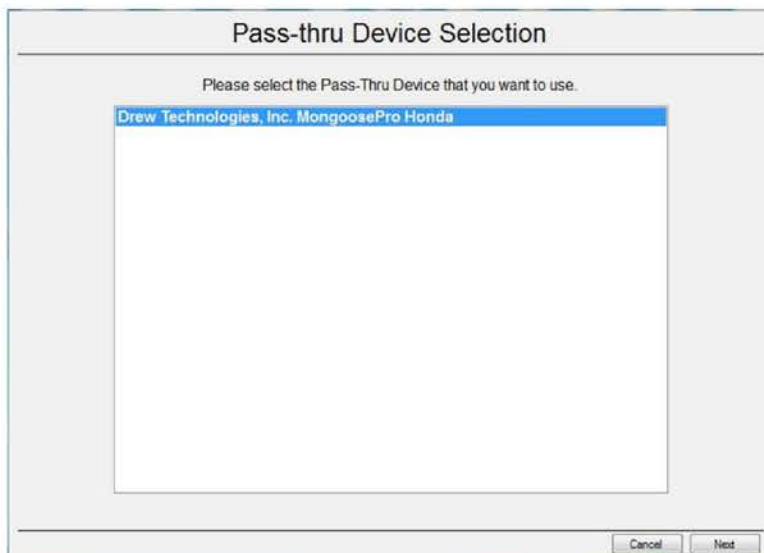 Pass-thru Device Selection
Please select the Pass-Thru Device that you want to use.
Drew Technologies, Inc. MongoosePro Honda
Cancel
Next